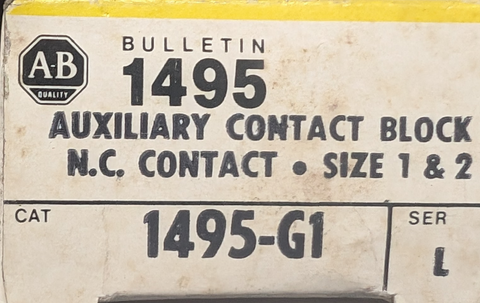 A-B
QUALITY
BULLETIN
1495
AUXILIARY CONTACT BLOCK
N.C. CONTACT • SIZE 1 & 2
CAT
1495-G1
SER
L